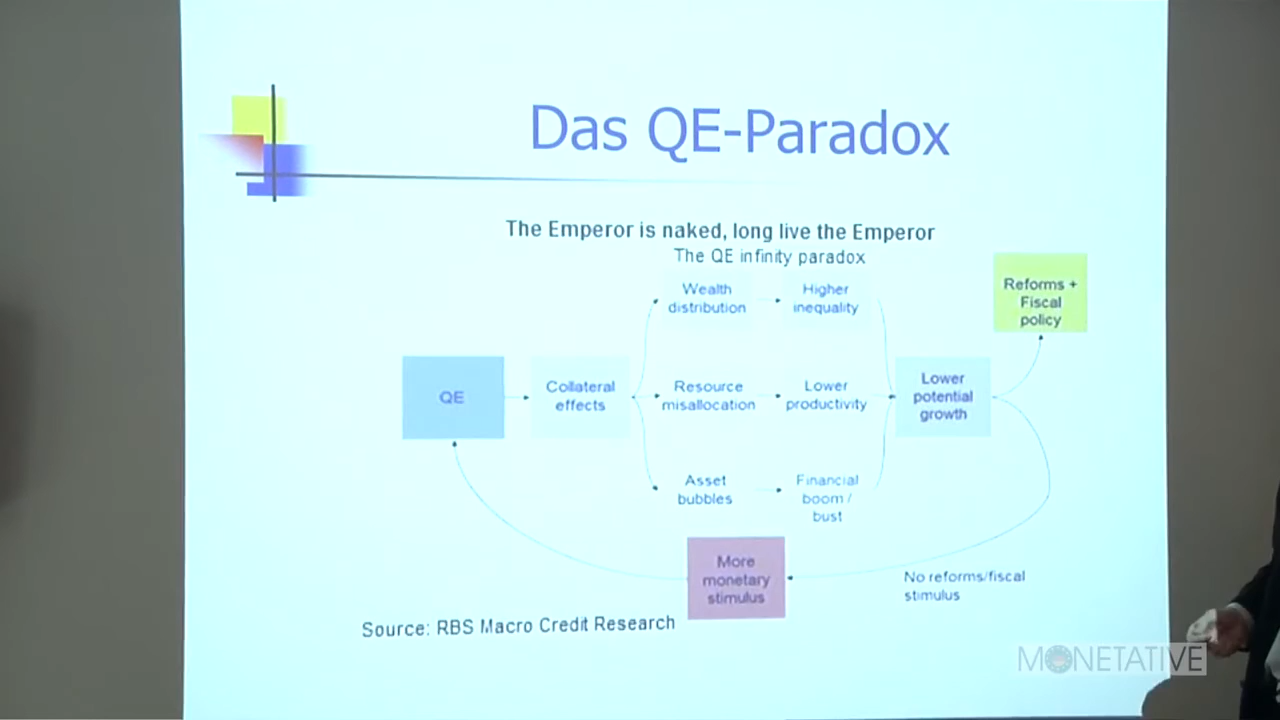 Das QE-Paradox
The Emperor is naked, long live the Emperor
The QE infinity paradox
Reforms +
Fiscal
policy
Wealth
distribution
Higher
inequality
QE
Collateral
effects
Resource
misallocation
Lower
productivity
Lower
potential
growth
Asset
bubbles
Financial
boom /
bust
More
monetary
stimulus
No reforms/fiscal
stimulus
Source: RBS Macro Credit Research
MONETATIVE